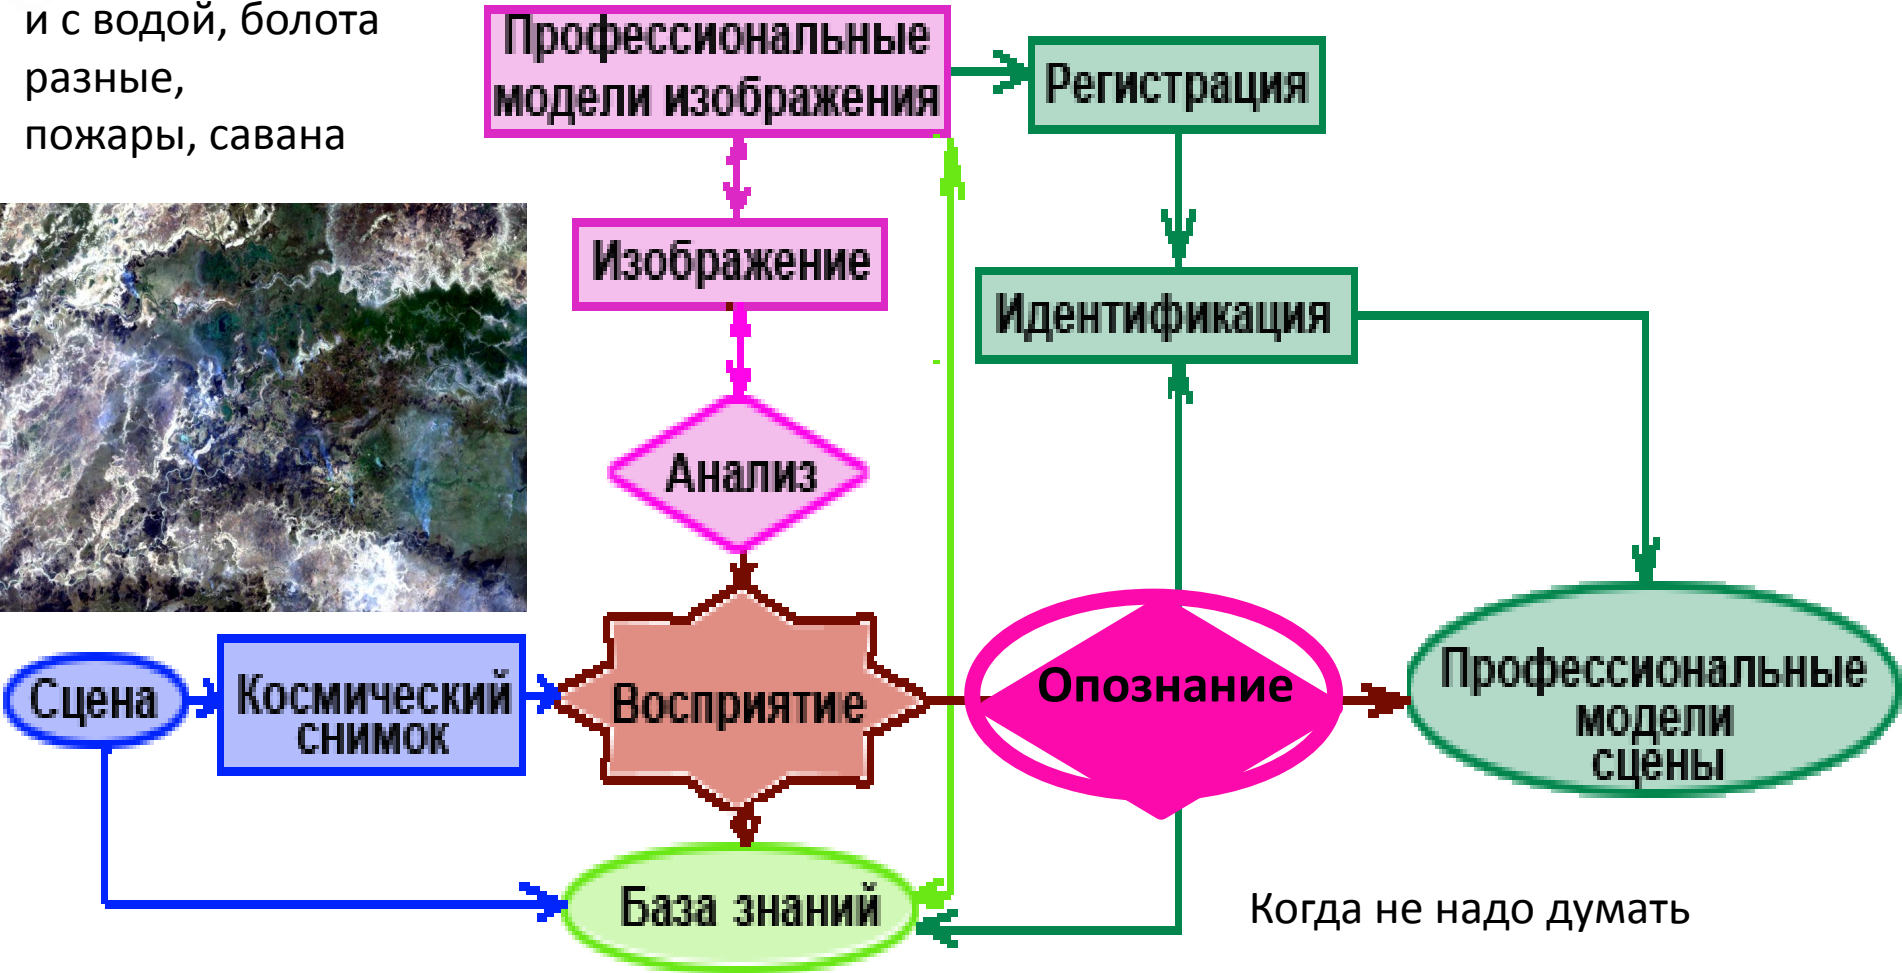 и с водой, болота
разные,
пожары, савана
Профессиональные
модели изображения
Регистрация
Изображение
Идентификация
Анализ
Сцена
Космический
снимок
Восприятие
Опознание
Профессиональные
модели
сцены
База знаний
Когда не надо думать